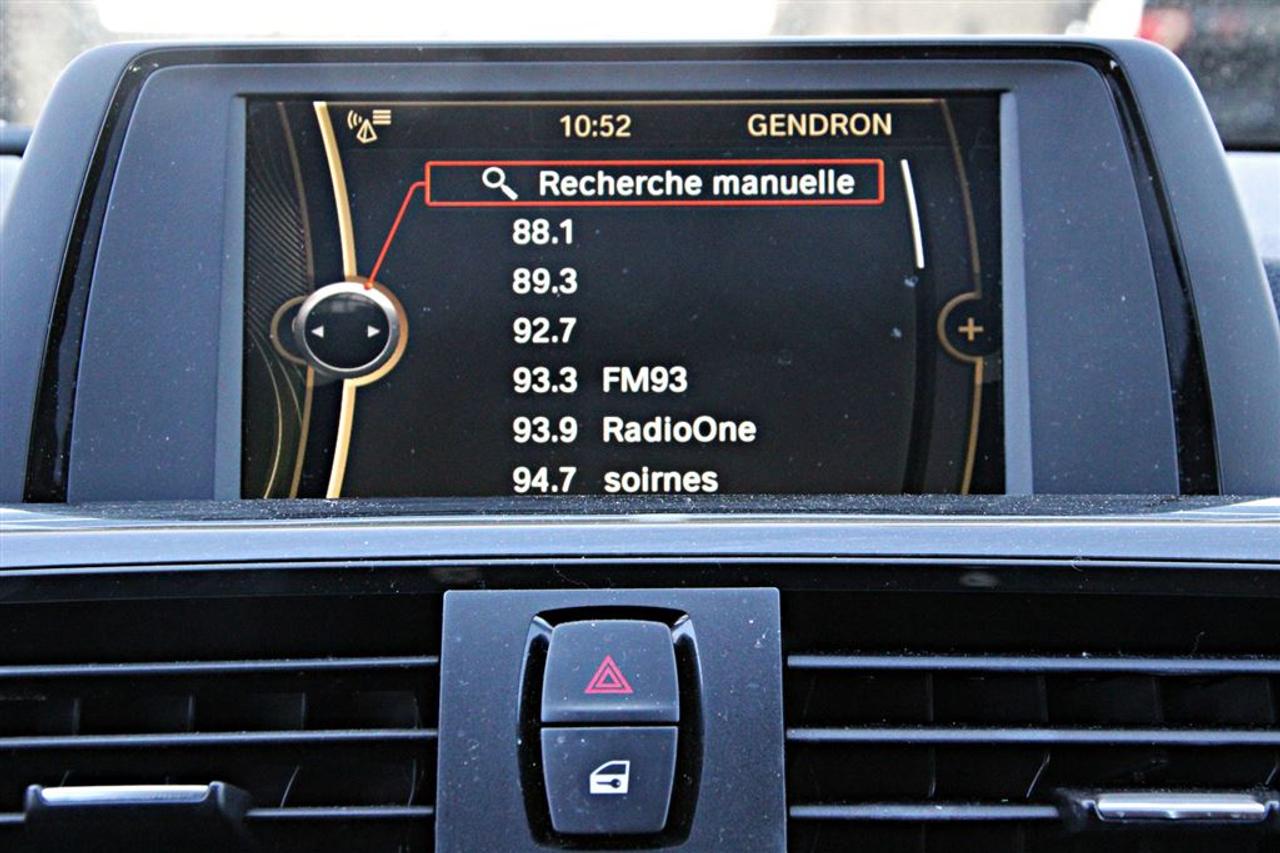 10:52 GENDRON
Recherche manuelle
88.1
89.3
92.7
93.3 FM93
93.9 RadioOne
94.7 soirnes